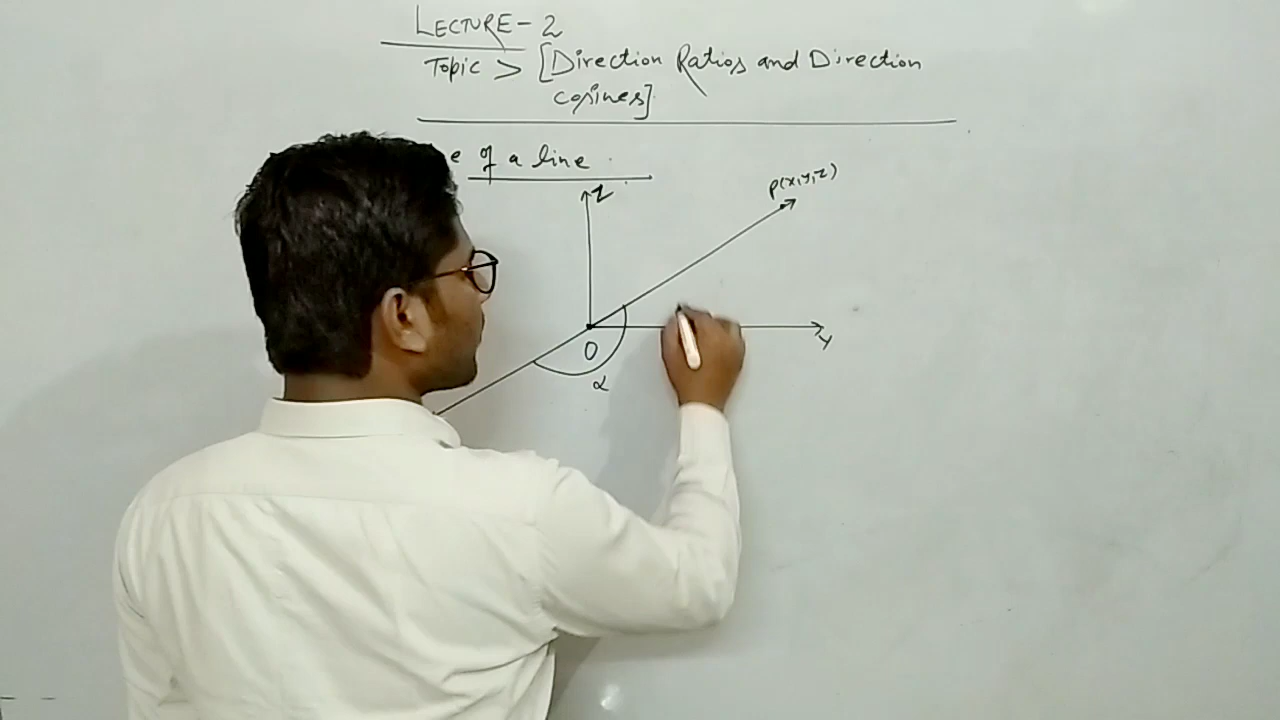 LECTURE - 2
Topic > [Direction Ratios and Direction
cosines]
e of a line
Z
P(x,y,z)
O
y
α